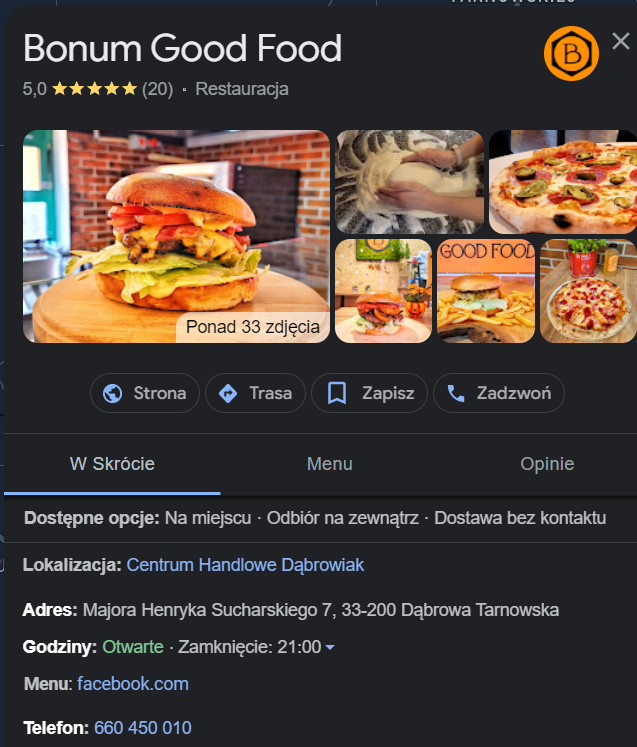 Bonum Good Food
B
5,0 ★★★★★ (20) · Restauracja
Ponad 33 zdjęcia
B
GOOD FOOD
Strona
Trasa
Zapisz
Zadzwoń
W Skrócie
Menu
Opinie
Dostępne opcje: Na miejscu · Odbiór na zewnątrz · Dostawa bez kontaktu
Lokalizacja: Centrum Handlowe Dąbrowiak
Adres: Majora Henryka Sucharskiego 7, 33-200 Dąbrowa Tarnowska
Godziny: Otwarte · Zamknięcie: 21:00
Menu: facebook.com
Telefon: 660 450 010